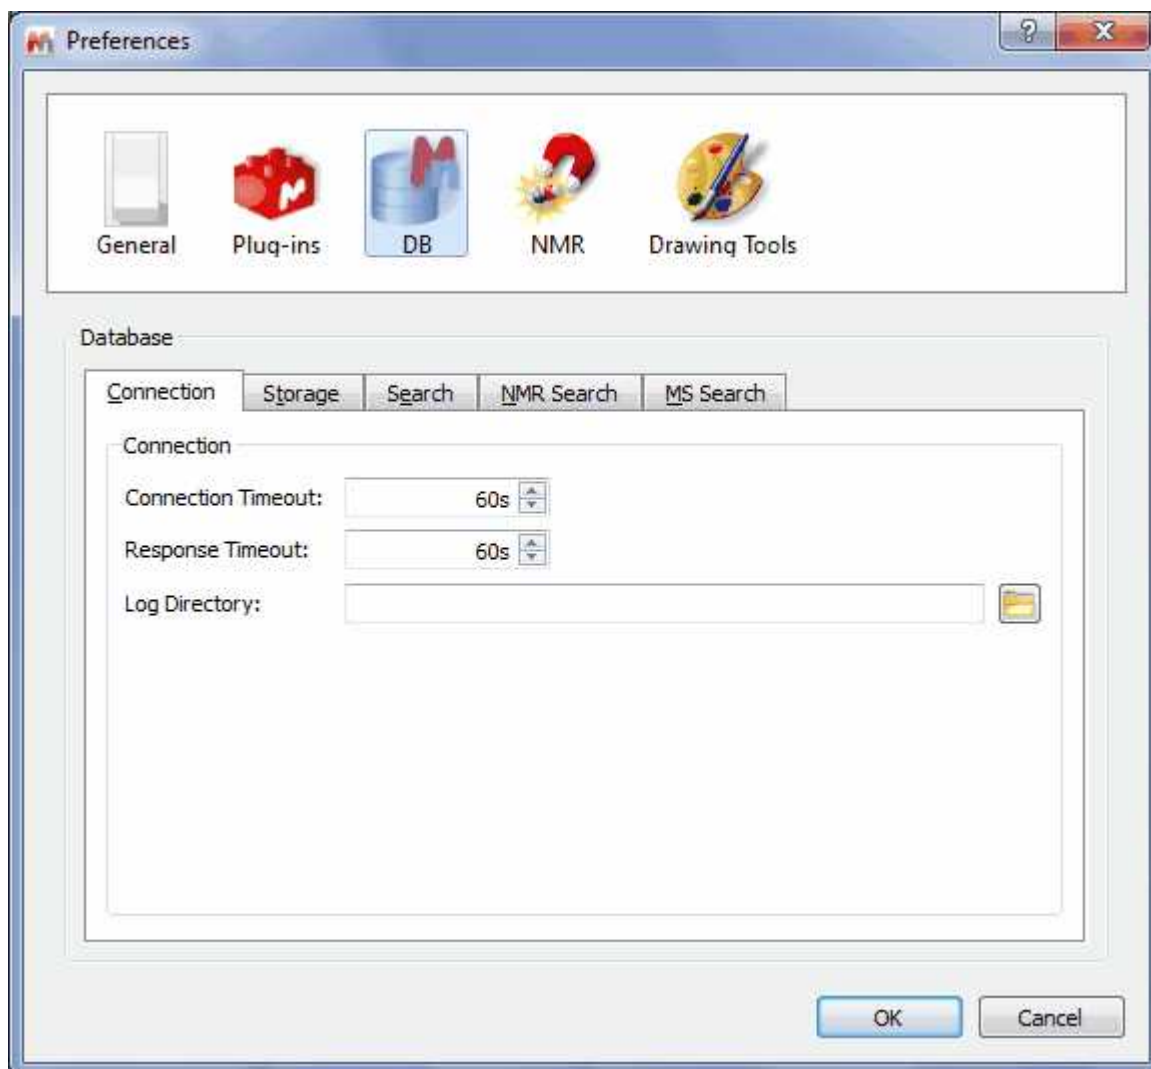 Preferences
General Plug-ins DB NMR Drawing Tools
Database
Connection Storage Search NMR Search MS Search
Connection
Connection Timeout: 60s
Response Timeout: 60s
Log Directory:
OK Cancel